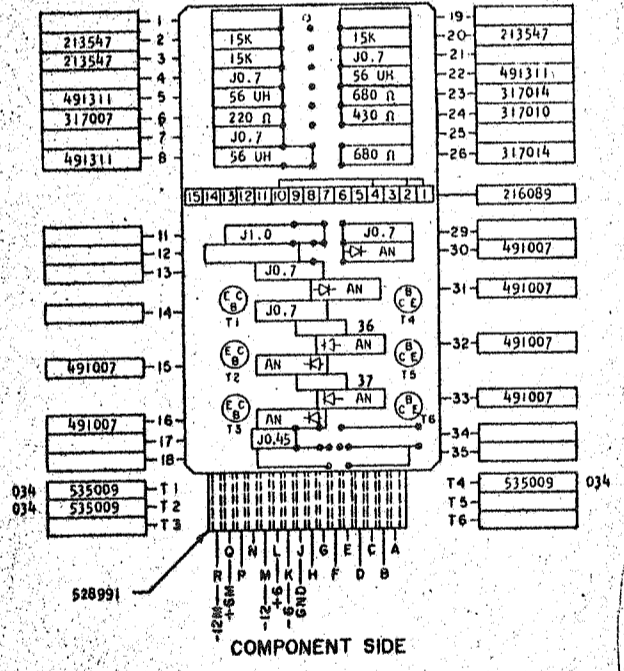 1 19
213547 2 15K 15K 20 213547
213547 3 15K J0.7 21
4 J0.7 56 UH 22 491311
491311 5 56 UH 680 Ω 23 317014
317007 6 220 Ω 430 Ω 24 317010
7 J0.7 25
491311 8 56 UH 680 Ω 26 317014
15 14 13 12 11 10 9 8 7 6 5 4 3 2 1 216089
11 J1.0 J0.7 29
12 AN 30 491007
13 J0.7
AN 31 491007
E C B B C E
14 T1 J0.7 T4
36
AN 32 491007
E C B B C E
491007 15 T2 AN T5
37
AN 33 491007
E C B B C E
491007 16 T3 AN T6
17 J0.45 34
18 35
034 535009 T1 T4 535009 034
034 535009 T2 T5
T3 T6
Q N L J G E C A
R P M K H F D B
-12M +6M -12 +6 -6 GND
528991
COMPONENT SIDE